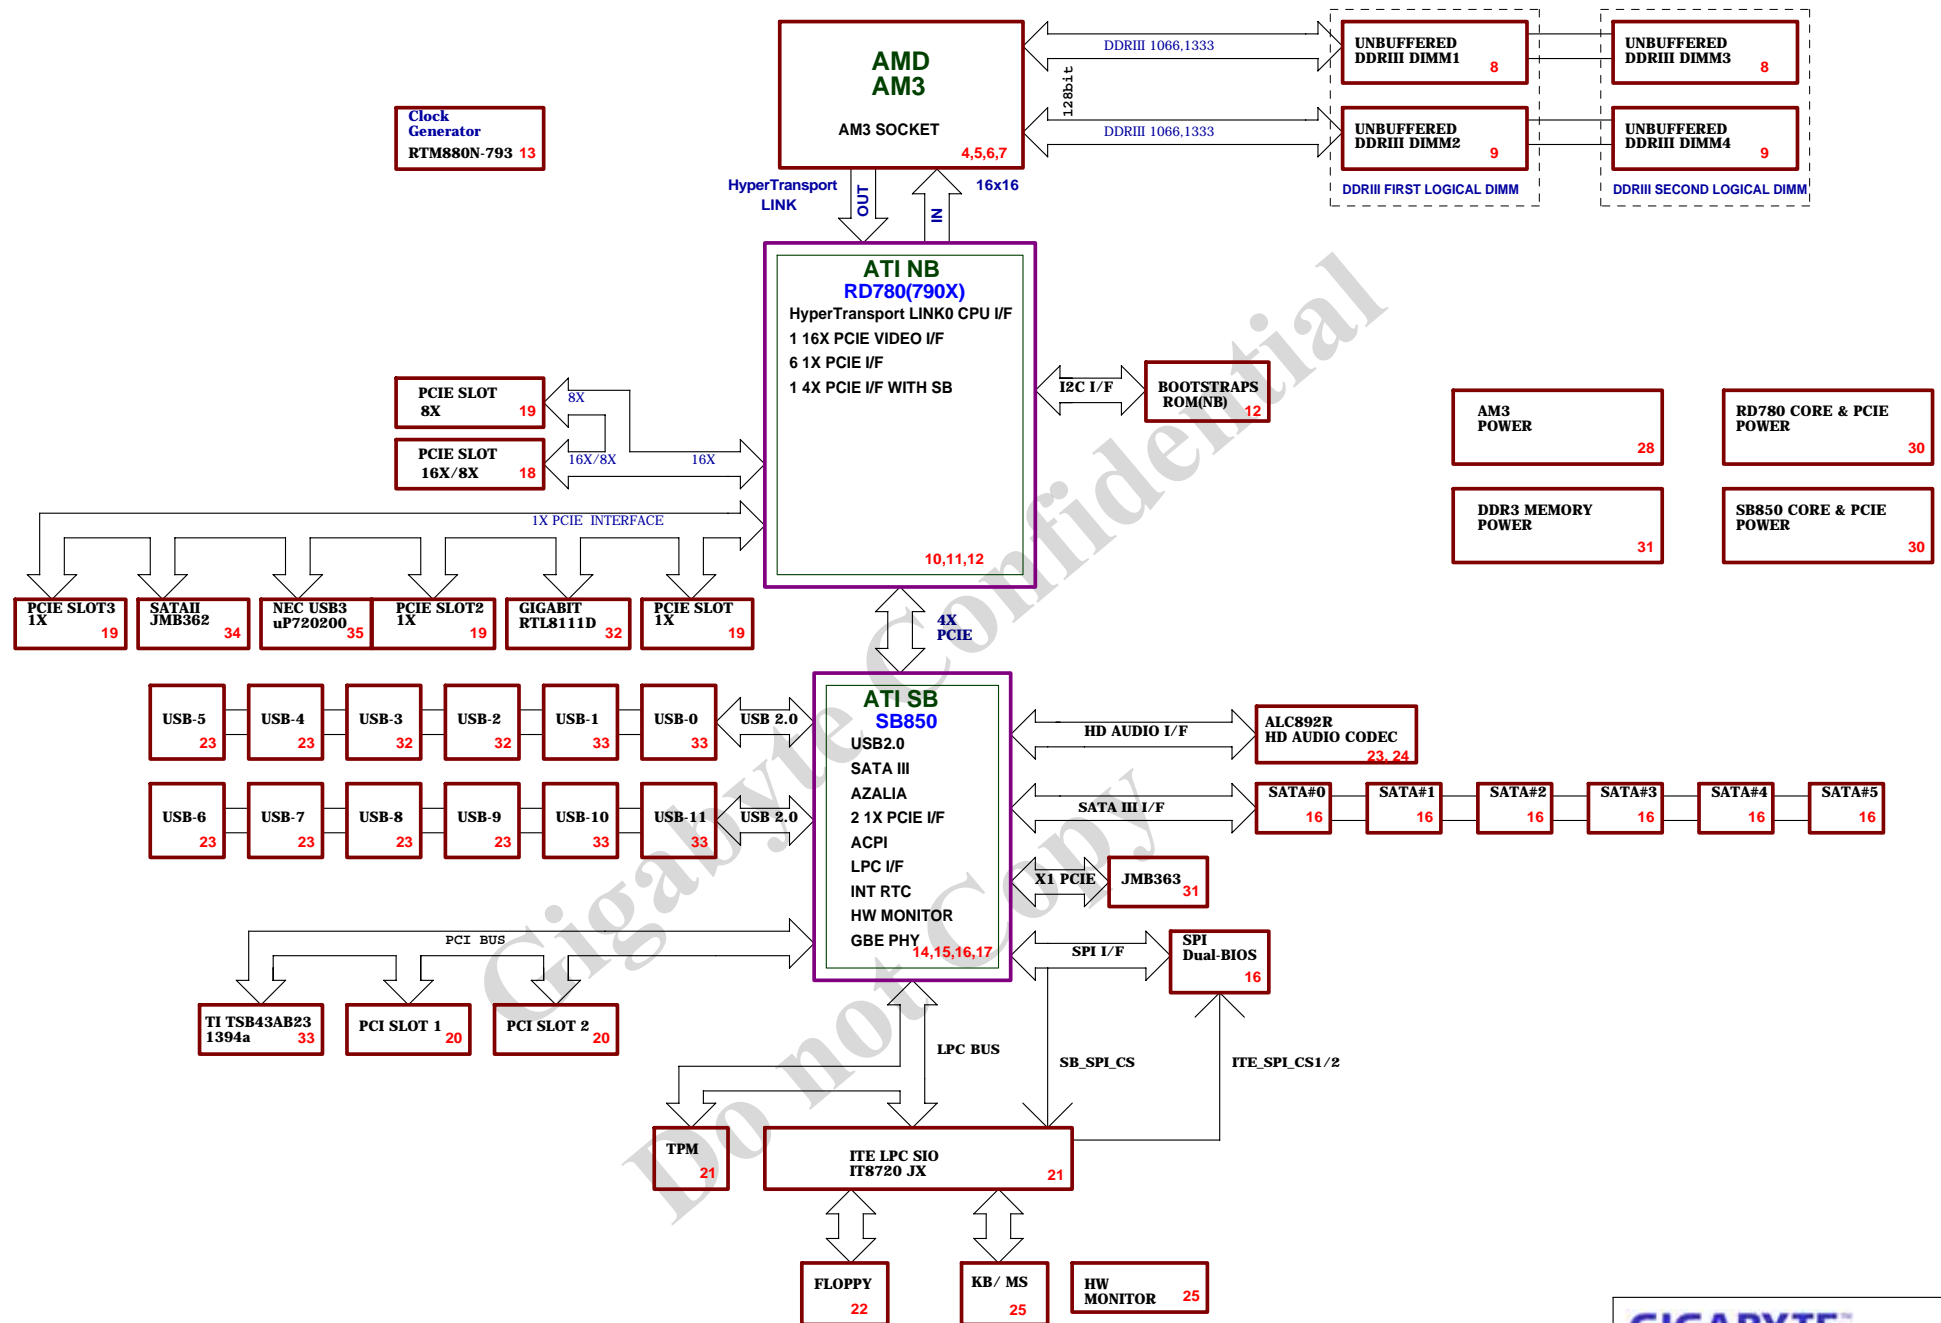 AMD
AM3
AM3 SOCKET
4,5,6,7
DDRIII 1066,1333
128bit
DDRIII 1066,1333
UNBUFFERED
DDRIII DIMM1
8
UNBUFFERED
DDRIII DIMM3
8
UNBUFFERED
DDRIII DIMM2
9
UNBUFFERED
DDRIII DIMM4
9
DDRIII FIRST LOGICAL DIMM
DDRIII SECOND LOGICAL DIMM
Clock
Generator
RTM880N-793 13
HyperTransport
LINK
OUT
IN
16x16
ATI NB
RD780(790X)
HyperTransport LINK0 CPU I/F
1 16X PCIE VIDEO I/F
6 1X PCIE I/F
1 4X PCIE I/F WITH SB
10,11,12
I2C I/F
BOOTSTRAPS
ROM(NB)
12
PCIE SLOT
8X
19
8X
PCIE SLOT
16X/8X
18
16X/8X
16X
1X PCIE INTERFACE
AM3
POWER
28
RD780 CORE & PCIE
POWER
30
DDR3 MEMORY
POWER
31
SB850 CORE & PCIE
POWER
30
PCIE SLOT3
1X
19
SATAII
JMB362
34
NEC USB3
uP720200
35
PCIE SLOT2
1X
19
GIGABIT
RTL8111D
32
PCIE SLOT
1X
19
4X
PCIE
ATI SB
SB850
USB2.0
SATA III
AZALIA
2 1X PCIE I/F
ACPI
LPC I/F
INT RTC
HW MONITOR
GBE PHY
14,15,16,17
USB-5
23
USB-4
23
USB-3
32
USB-2
32
USB-1
33
USB-0
33
USB 2.0
USB-6
23
USB-7
23
USB-8
23
USB-9
23
USB-10
33
USB-11
33
USB 2.0
HD AUDIO I/F
ALC892R
HD AUDIO CODEC
23, 24
SATA III I/F
SATA#0
16
SATA#1
16
SATA#2
16
SATA#3
16
SATA#4
16
SATA#5
16
X1 PCIE
JMB363
31
SPI I/F
SPI
Dual-BIOS
16
PCI BUS
TI TSB43AB23
1394a
33
PCI SLOT 1
20
PCI SLOT 2
20
LPC BUS
SB_SPI_CS
ITE_SPI_CS1/2
TPM
21
ITE LPC SIO
IT8720 JX
21
FLOPPY
22
KB/ MS
25
HW
MONITOR
25
Gigabyte Confidential
Do not Copy
GIGABYTE